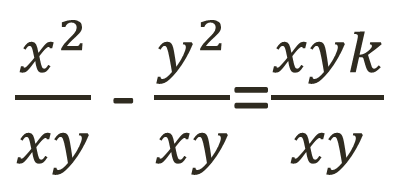 x²/xy - y²/xy = xyk/xy